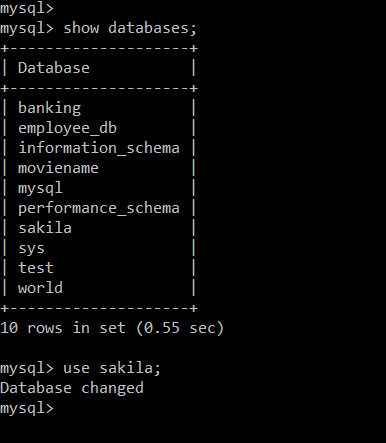 mysql>
mysql> show databases;
+--------------------+
| Database           |
+--------------------+
| banking            |
| employee_db        |
| information_schema |
| moviename          |
| mysql              |
| performance_schema |
| sakila             |
| sys                |
| test               |
| world              |
+--------------------+
10 rows in set (0.55 sec)

mysql> use sakila;
Database changed
mysql>